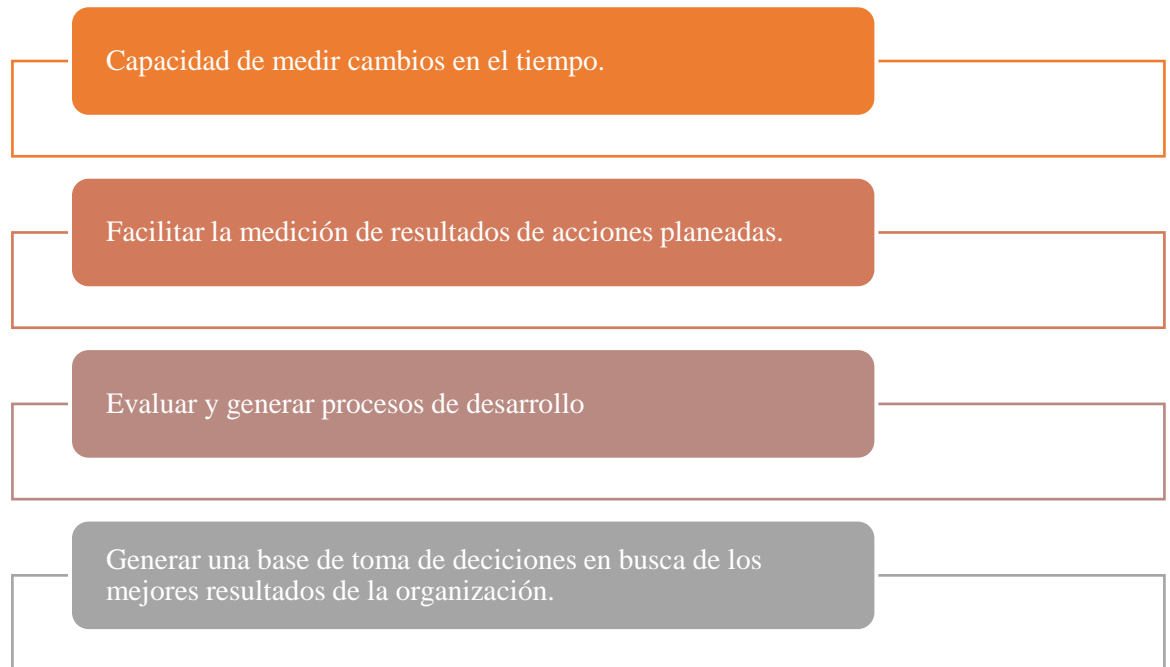 Capacidad de medir cambios en el tiempo.
Facilitar la medición de resultados de acciones planeadas.
Evaluar y generar procesos de desarrollo
Generar una base de toma de deciciones en busca de los
mejores resultados de la organización.